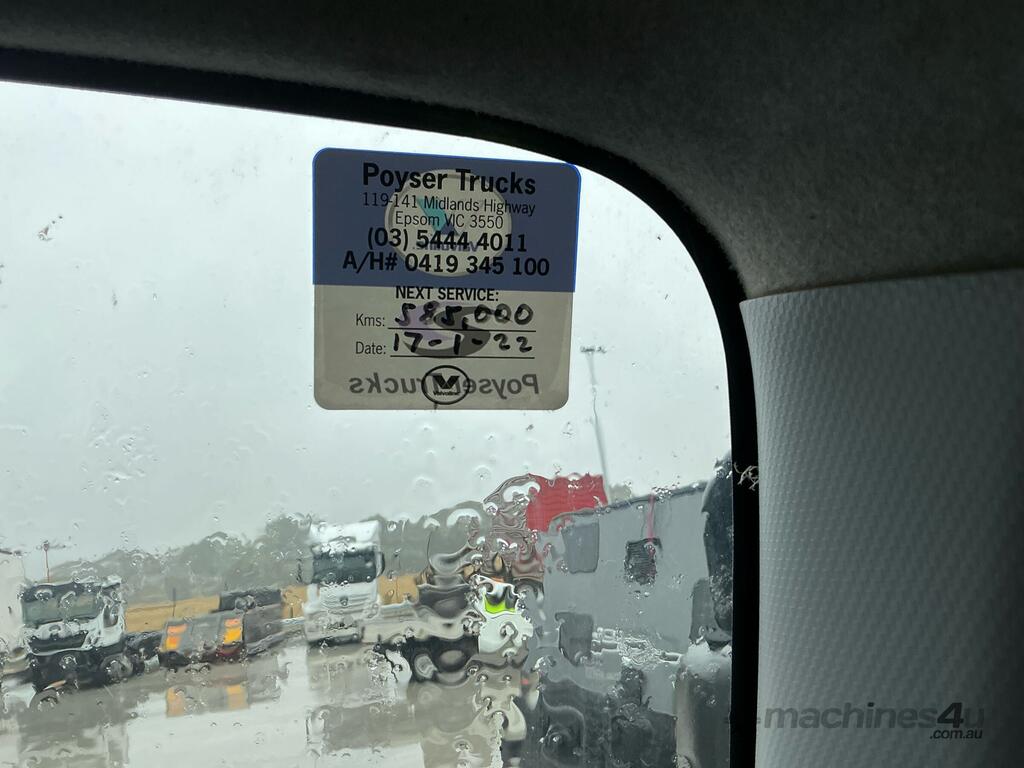 Poyser Trucks
119-141 Midlands Highway
Epsom VIC 3550
(03) 5444 4011
A/H# 0419 345 100
NEXT SERVICE:
Kms: 585,000
Date: 17-1-22
Poyser Trucks
Valvoline
machines4u
.com.au